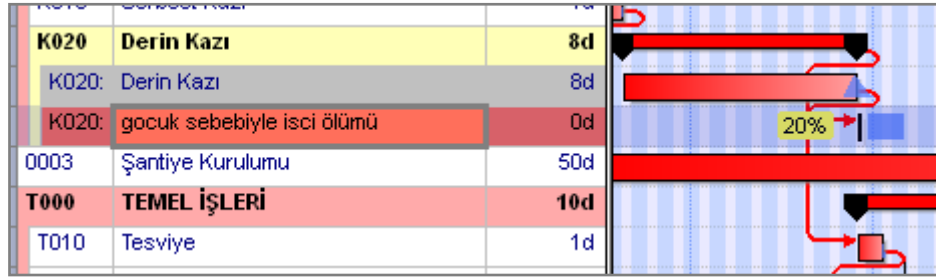 K020 Derin Kazı 8d
K020: Derin Kazı 8d
K020: gocuk sebebiyle isci ölümü 0d 20%
0003 Şantiye Kurulumu 50d
T000 TEMEL İŞLERİ 10d
T010 Tesviye 1d